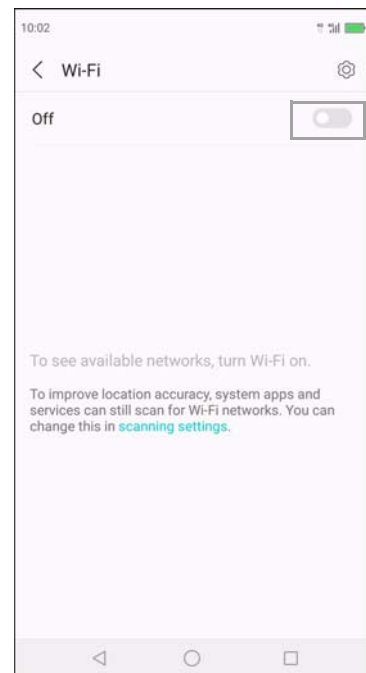 10:02
Wi-Fi
Off
To see available networks, turn Wi-Fi on.
To improve location accuracy, system apps and
services can still scan for Wi-Fi networks. You can
change this in scanning settings.